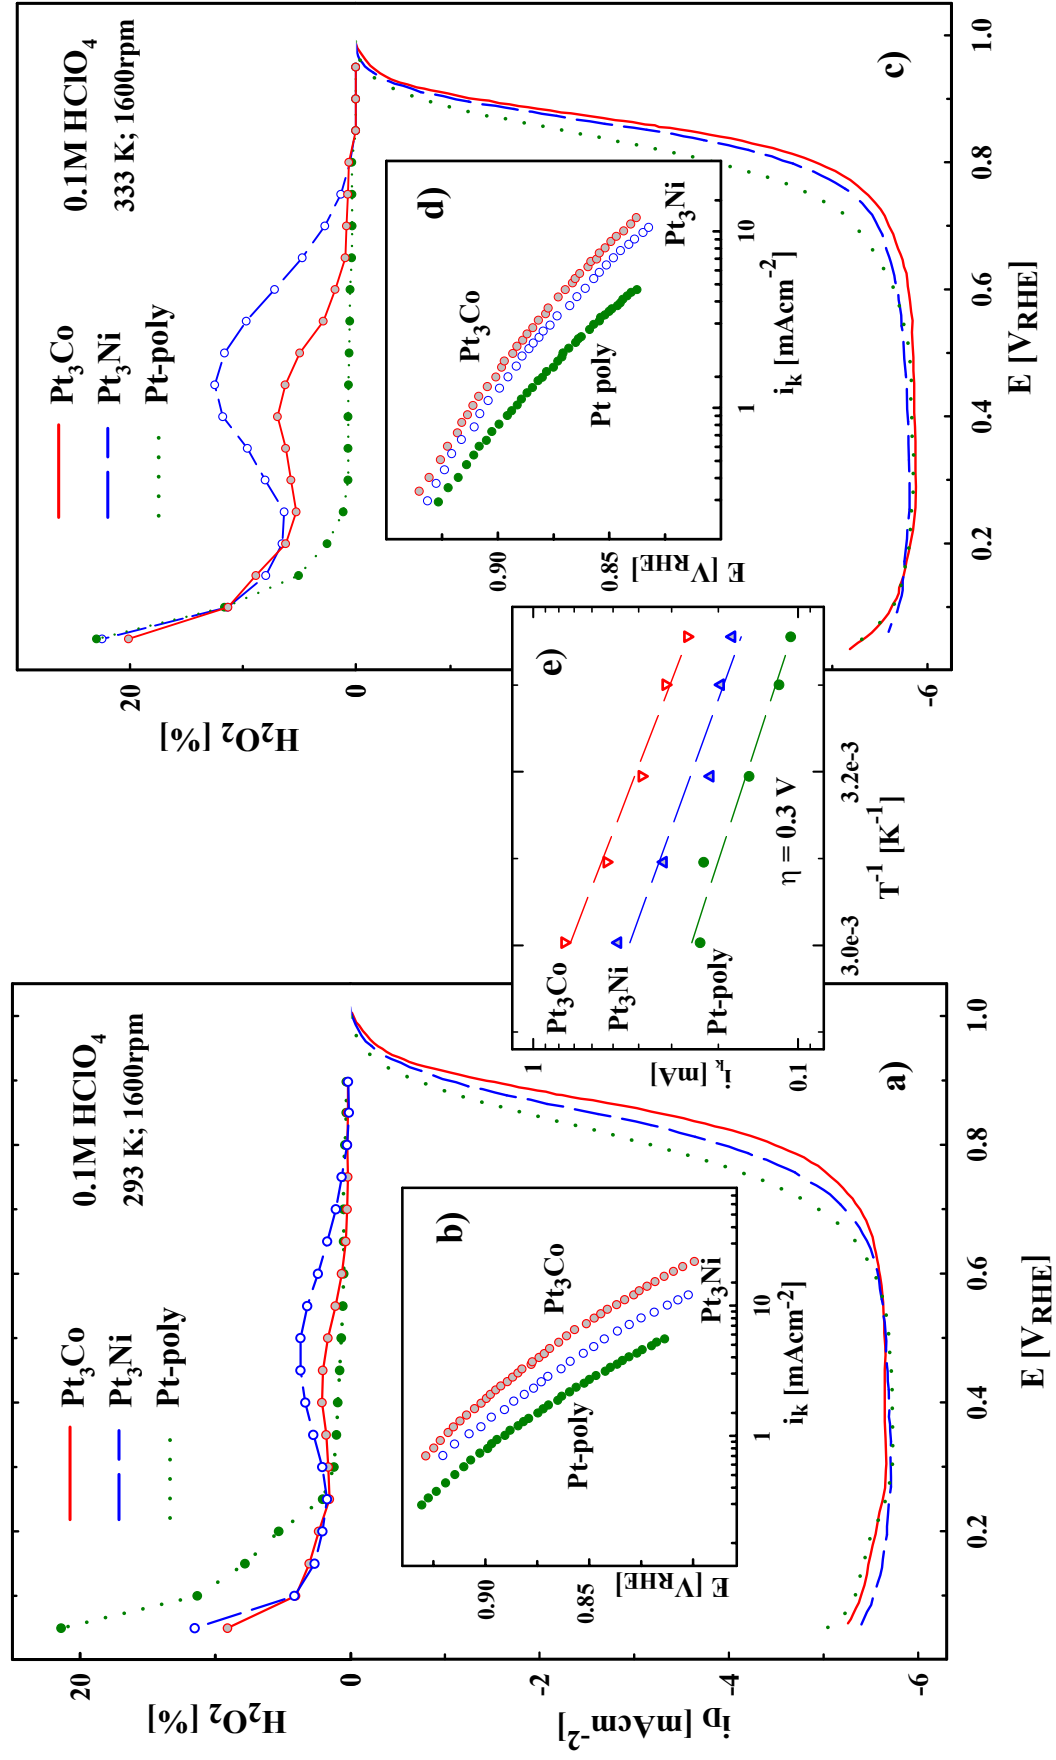 0.1M HClO4
293 K; 1600rpm
Pt3Co
Pt3Ni
Pt-poly
H2O2 [%]
20
0
iD [mAcm-2]
-2
-4
-6
a)
0.2
0.4
0.6
0.8
1.0
E [VRHE]
b)
Pt3Co
Pt3Ni
Pt-poly
E [VRHE]
0.90
0.85
1
10
ik [mAcm-2]
0.1M HClO4
333 K; 1600rpm
Pt3Co
Pt3Ni
Pt-poly
H2O2 [%]
20
0
-6
c)
0.2
0.4
0.6
0.8
1.0
E [VRHE]
d)
Pt3Co
Pt3Ni
Pt poly
E [VRHE]
0.90
0.85
1
10
ik [mAcm-2]
e)
Pt3Co
Pt3Ni
Pt-poly
η = 0.3 V
ik [mA]
1
0.1
3.0e-3
3.2e-3
T-1 [K-1]